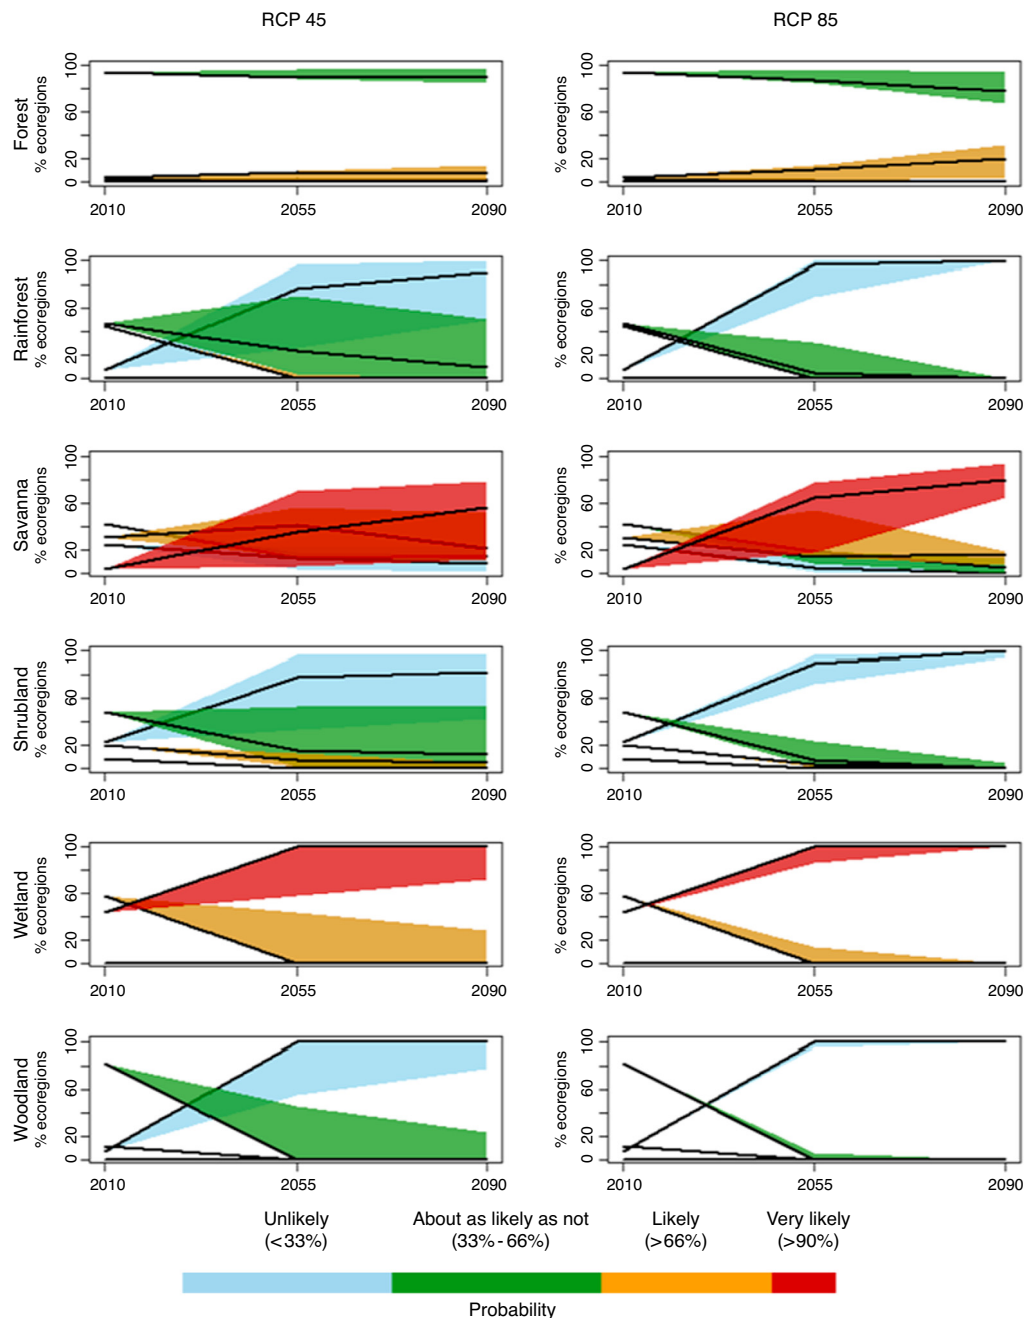 RCP 45
RCP 85
Forest
% ecoregions
0 20 60 100
2010 2055 2090
% ecoregions
0 20 60 100
2010 2055 2090
Rainforest
% ecoregions
0 20 60 100
2010 2055 2090
% ecoregions
0 20 60 100
2010 2055 2090
Savanna
% ecoregions
0 20 60 100
2010 2055 2090
% ecoregions
0 20 60 100
2010 2055 2090
Shrubland
% ecoregions
0 20 60 100
2010 2055 2090
% ecoregions
0 20 60 100
2010 2055 2090
Wetland
% ecoregions
0 20 60 100
2010 2055 2090
% ecoregions
0 20 60 100
2010 2055 2090
Woodland
% ecoregions
0 20 60 100
2010 2055 2090
% ecoregions
0 20 60 100
2010 2055 2090
Unlikely
(<33%)
About as likely as not
(33%-66%)
Likely
(>66%)
Very likely
(>90%)
Probability